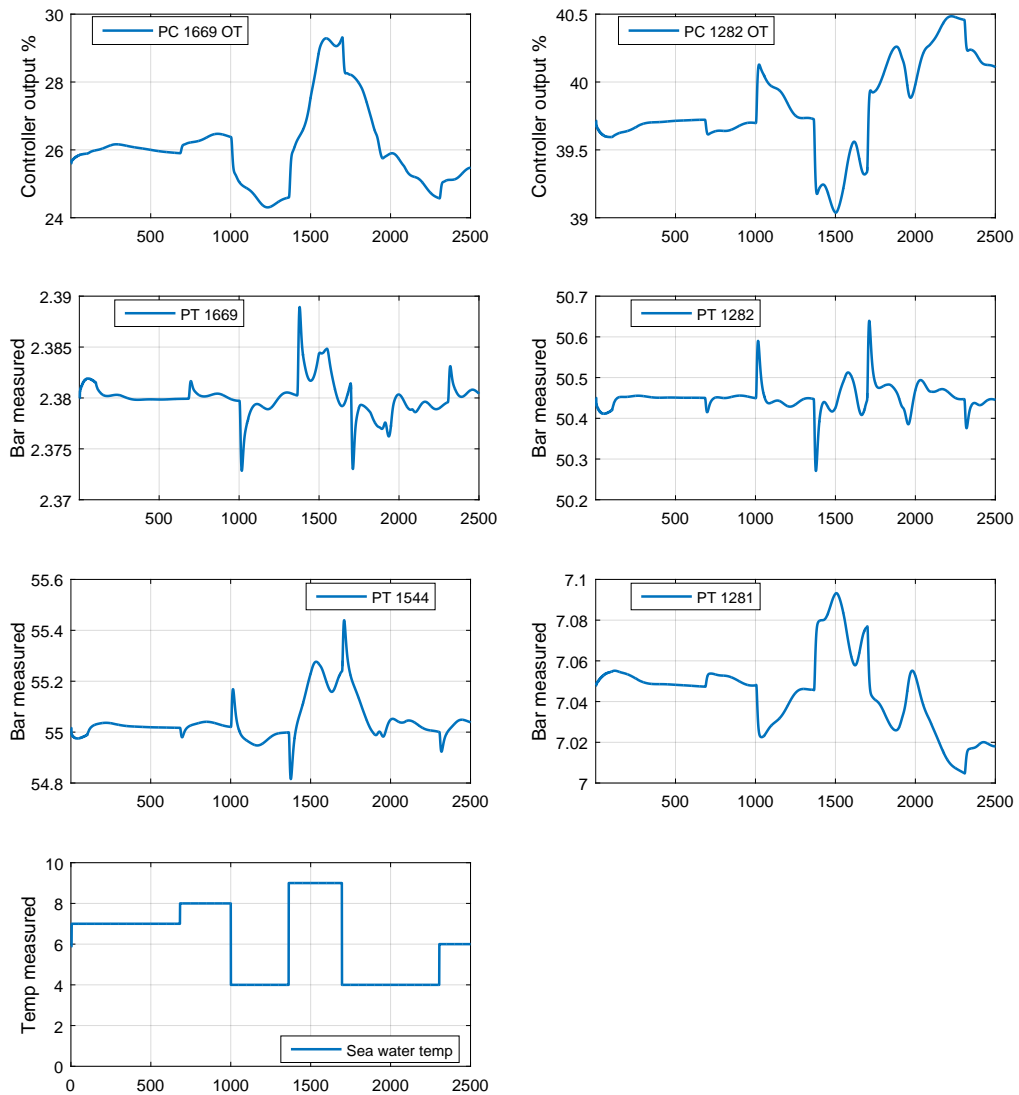 30
28
26
24
Controller output %
PC 1669 OT
500 1000 1500 2000 2500
40.5
40
39.5
39
Controller output %
PC 1282 OT
500 1000 1500 2000 2500
2.39
2.385
2.38
2.375
2.37
Bar measured
PT 1669
500 1000 1500 2000 2500
50.7
50.6
50.5
50.4
50.3
50.2
Bar measured
PT 1282
500 1000 1500 2000 2500
55.6
55.4
55.2
55
54.8
Bar measured
PT 1544
500 1000 1500 2000 2500
7.1
7.08
7.06
7.04
7.02
7
Bar measured
PT 1281
500 1000 1500 2000 2500
10
8
6
4
2
0
Temp measured
Sea water temp
0 500 1000 1500 2000 2500